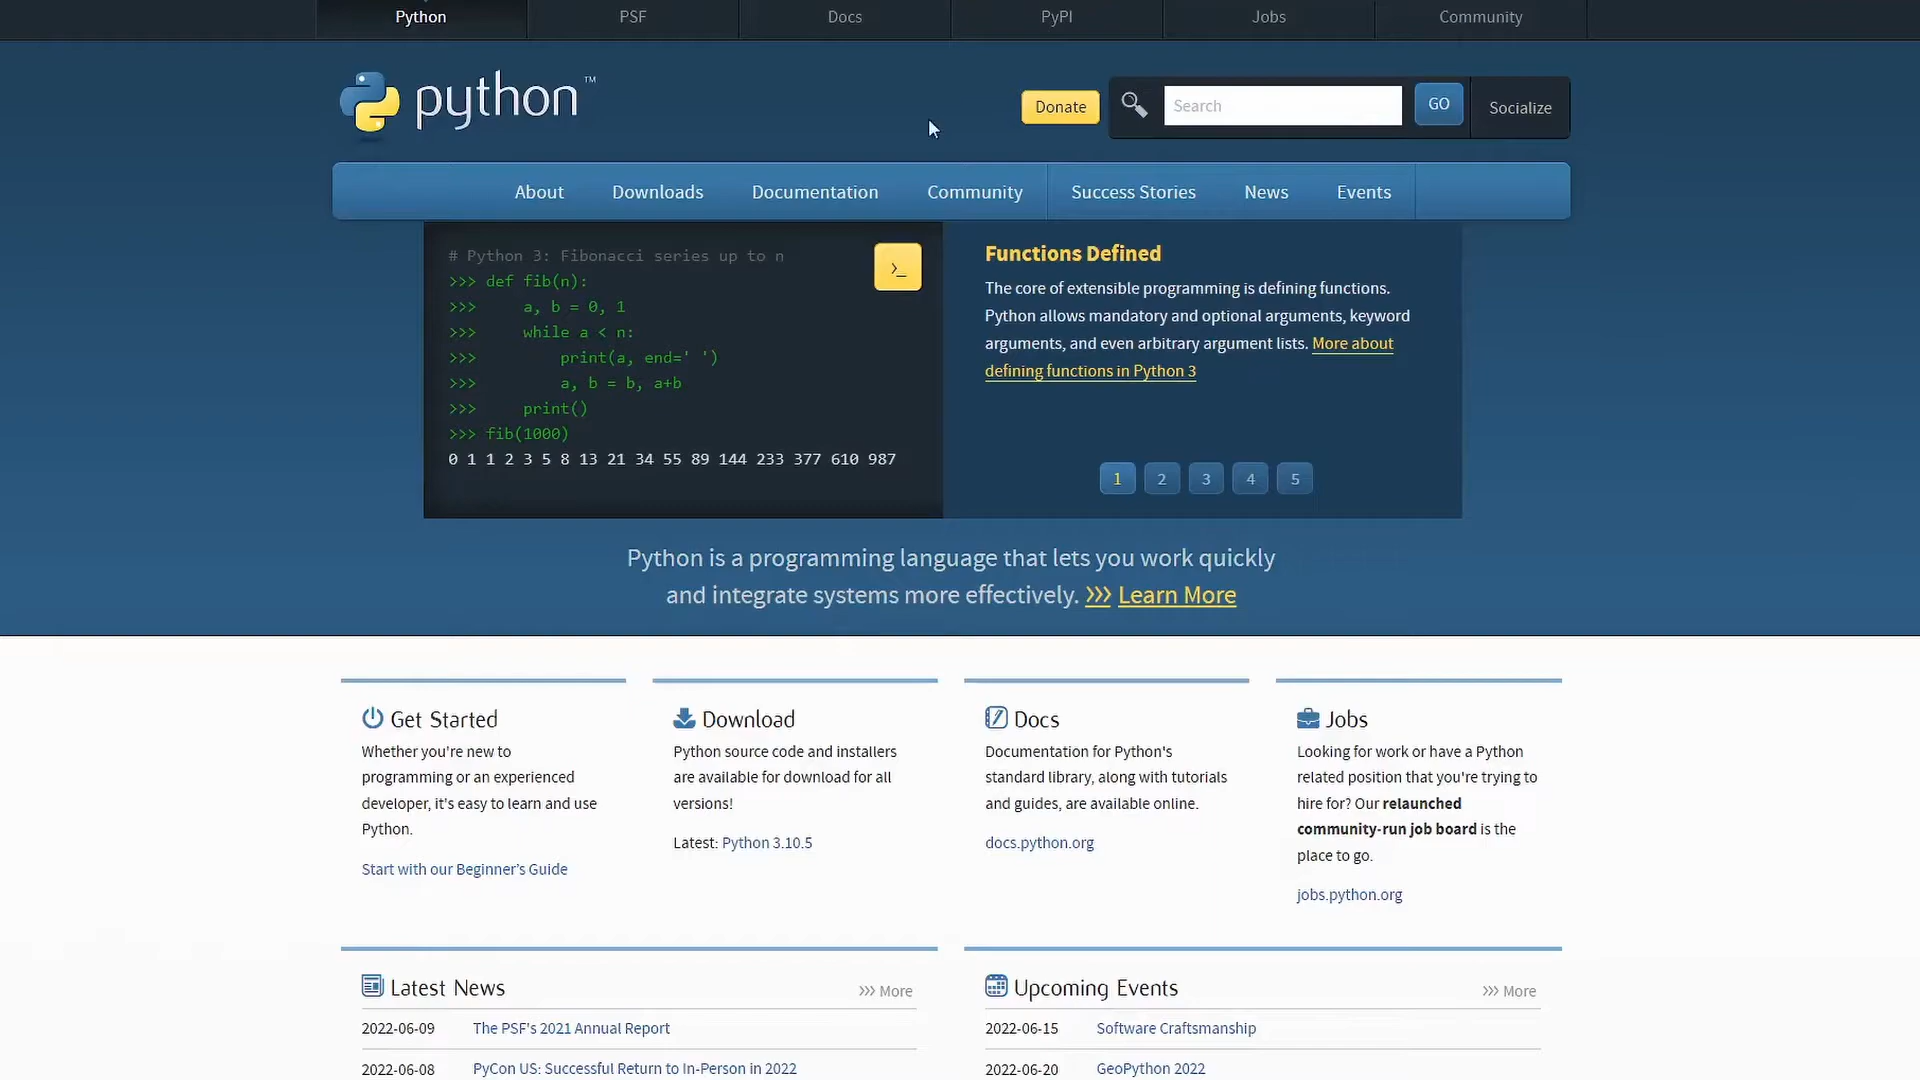 Python PSF Docs PyPI Jobs Community
python™
Donate
Search
GO
Socialize
About Downloads Documentation Community Success Stories News Events
# Python 3: Fibonacci series up to n
>>> def fib(n):
>>>     a, b = 0, 1
>>>     while a < n:
>>>         print(a, end=' ')
>>>         a, b = b, a+b
>>>     print()
>>> fib(1000)
0 1 1 2 3 5 8 13 21 34 55 89 144 233 377 610 987
>_
Functions Defined
The core of extensible programming is defining functions.
Python allows mandatory and optional arguments, keyword
arguments, and even arbitrary argument lists. More about
defining functions in Python 3
1 2 3 4 5
Python is a programming language that lets you work quickly
and integrate systems more effectively. >>> Learn More
Get Started
Whether you're new to
programming or an experienced
developer, it's easy to learn and use
Python.
Start with our Beginner’s Guide
Download
Python source code and installers
are available for download for all
versions!
Latest: Python 3.10.5
Docs
Documentation for Python's
standard library, along with tutorials
and guides, are available online.
docs.python.org
Jobs
Looking for work or have a Python
related position that you're trying to
hire for? Our relaunched
community-run job board is the
place to go.
jobs.python.org
Latest News
>>> More
2022-06-09 The PSF's 2021 Annual Report
2022-06-08 PyCon US: Successful Return to In-Person in 2022
Upcoming Events
>>> More
2022-06-15 Software Craftsmanship
2022-06-20 GeoPython 2022